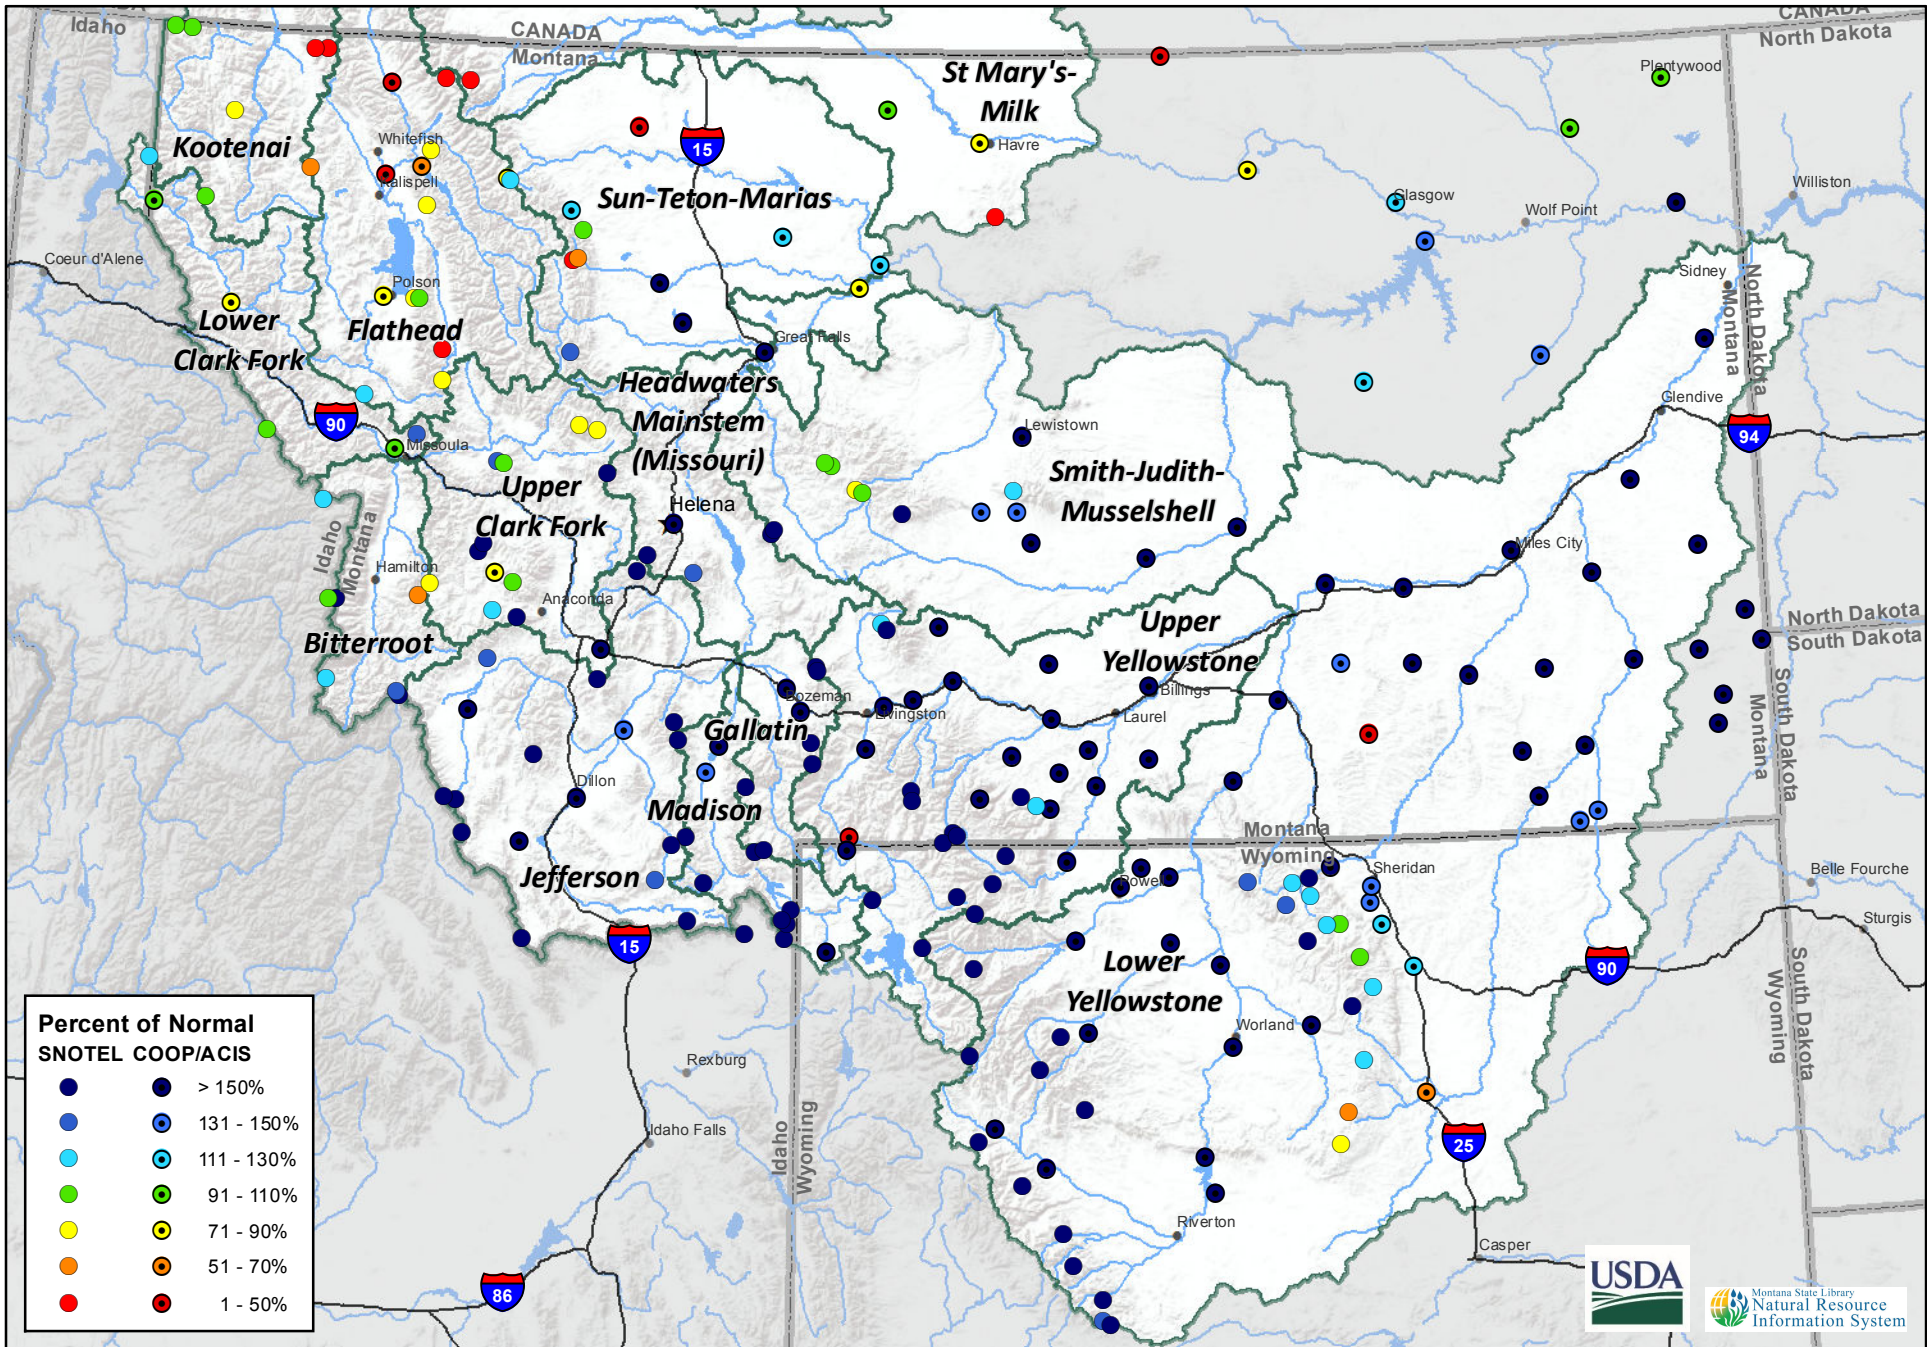 CANADA
Idaho
CANADA
Montana
CANADA
North Dakota
St Mary's-
Milk
Plentywood
Kootenai
Whitefish
15
Havre
Kalispell
Sun-Teton-Marias
Glasgow
Wolf Point
Williston
Coeur d'Alene
Polson
Sidney
North Dakota
Montana
Lower
Clark Fork
Flathead
Great Falls
Headwaters
Mainstem
(Missouri)
Glendive
90
Missoula
Lewistown
94
Smith-Judith-
Musselshell
Upper
Clark Fork
Helena
Idaho
Montana
Hamilton
Miles City
Anaconda
Bitterroot
Upper
Yellowstone
North Dakota
South Dakota
Bozeman
Livingston
Billings
Laurel
Gallatin
South Dakota
Montana
Dillon
Madison
Montana
Wyoming
Sheridan
Jefferson
Powell
Belle Fourche
Sturgis
15
Lower
Yellowstone
90
South Dakota
Wyoming
Worland
Percent of Normal
SNOTEL COOP/ACIS
> 150%
131 - 150%
111 - 130%
91 - 110%
71 - 90%
51 - 70%
1 - 50%
Rexburg
Idaho Falls
Idaho
Wyoming
25
Riverton
Casper
86
USDA
Montana State Library
Natural Resource
Information System